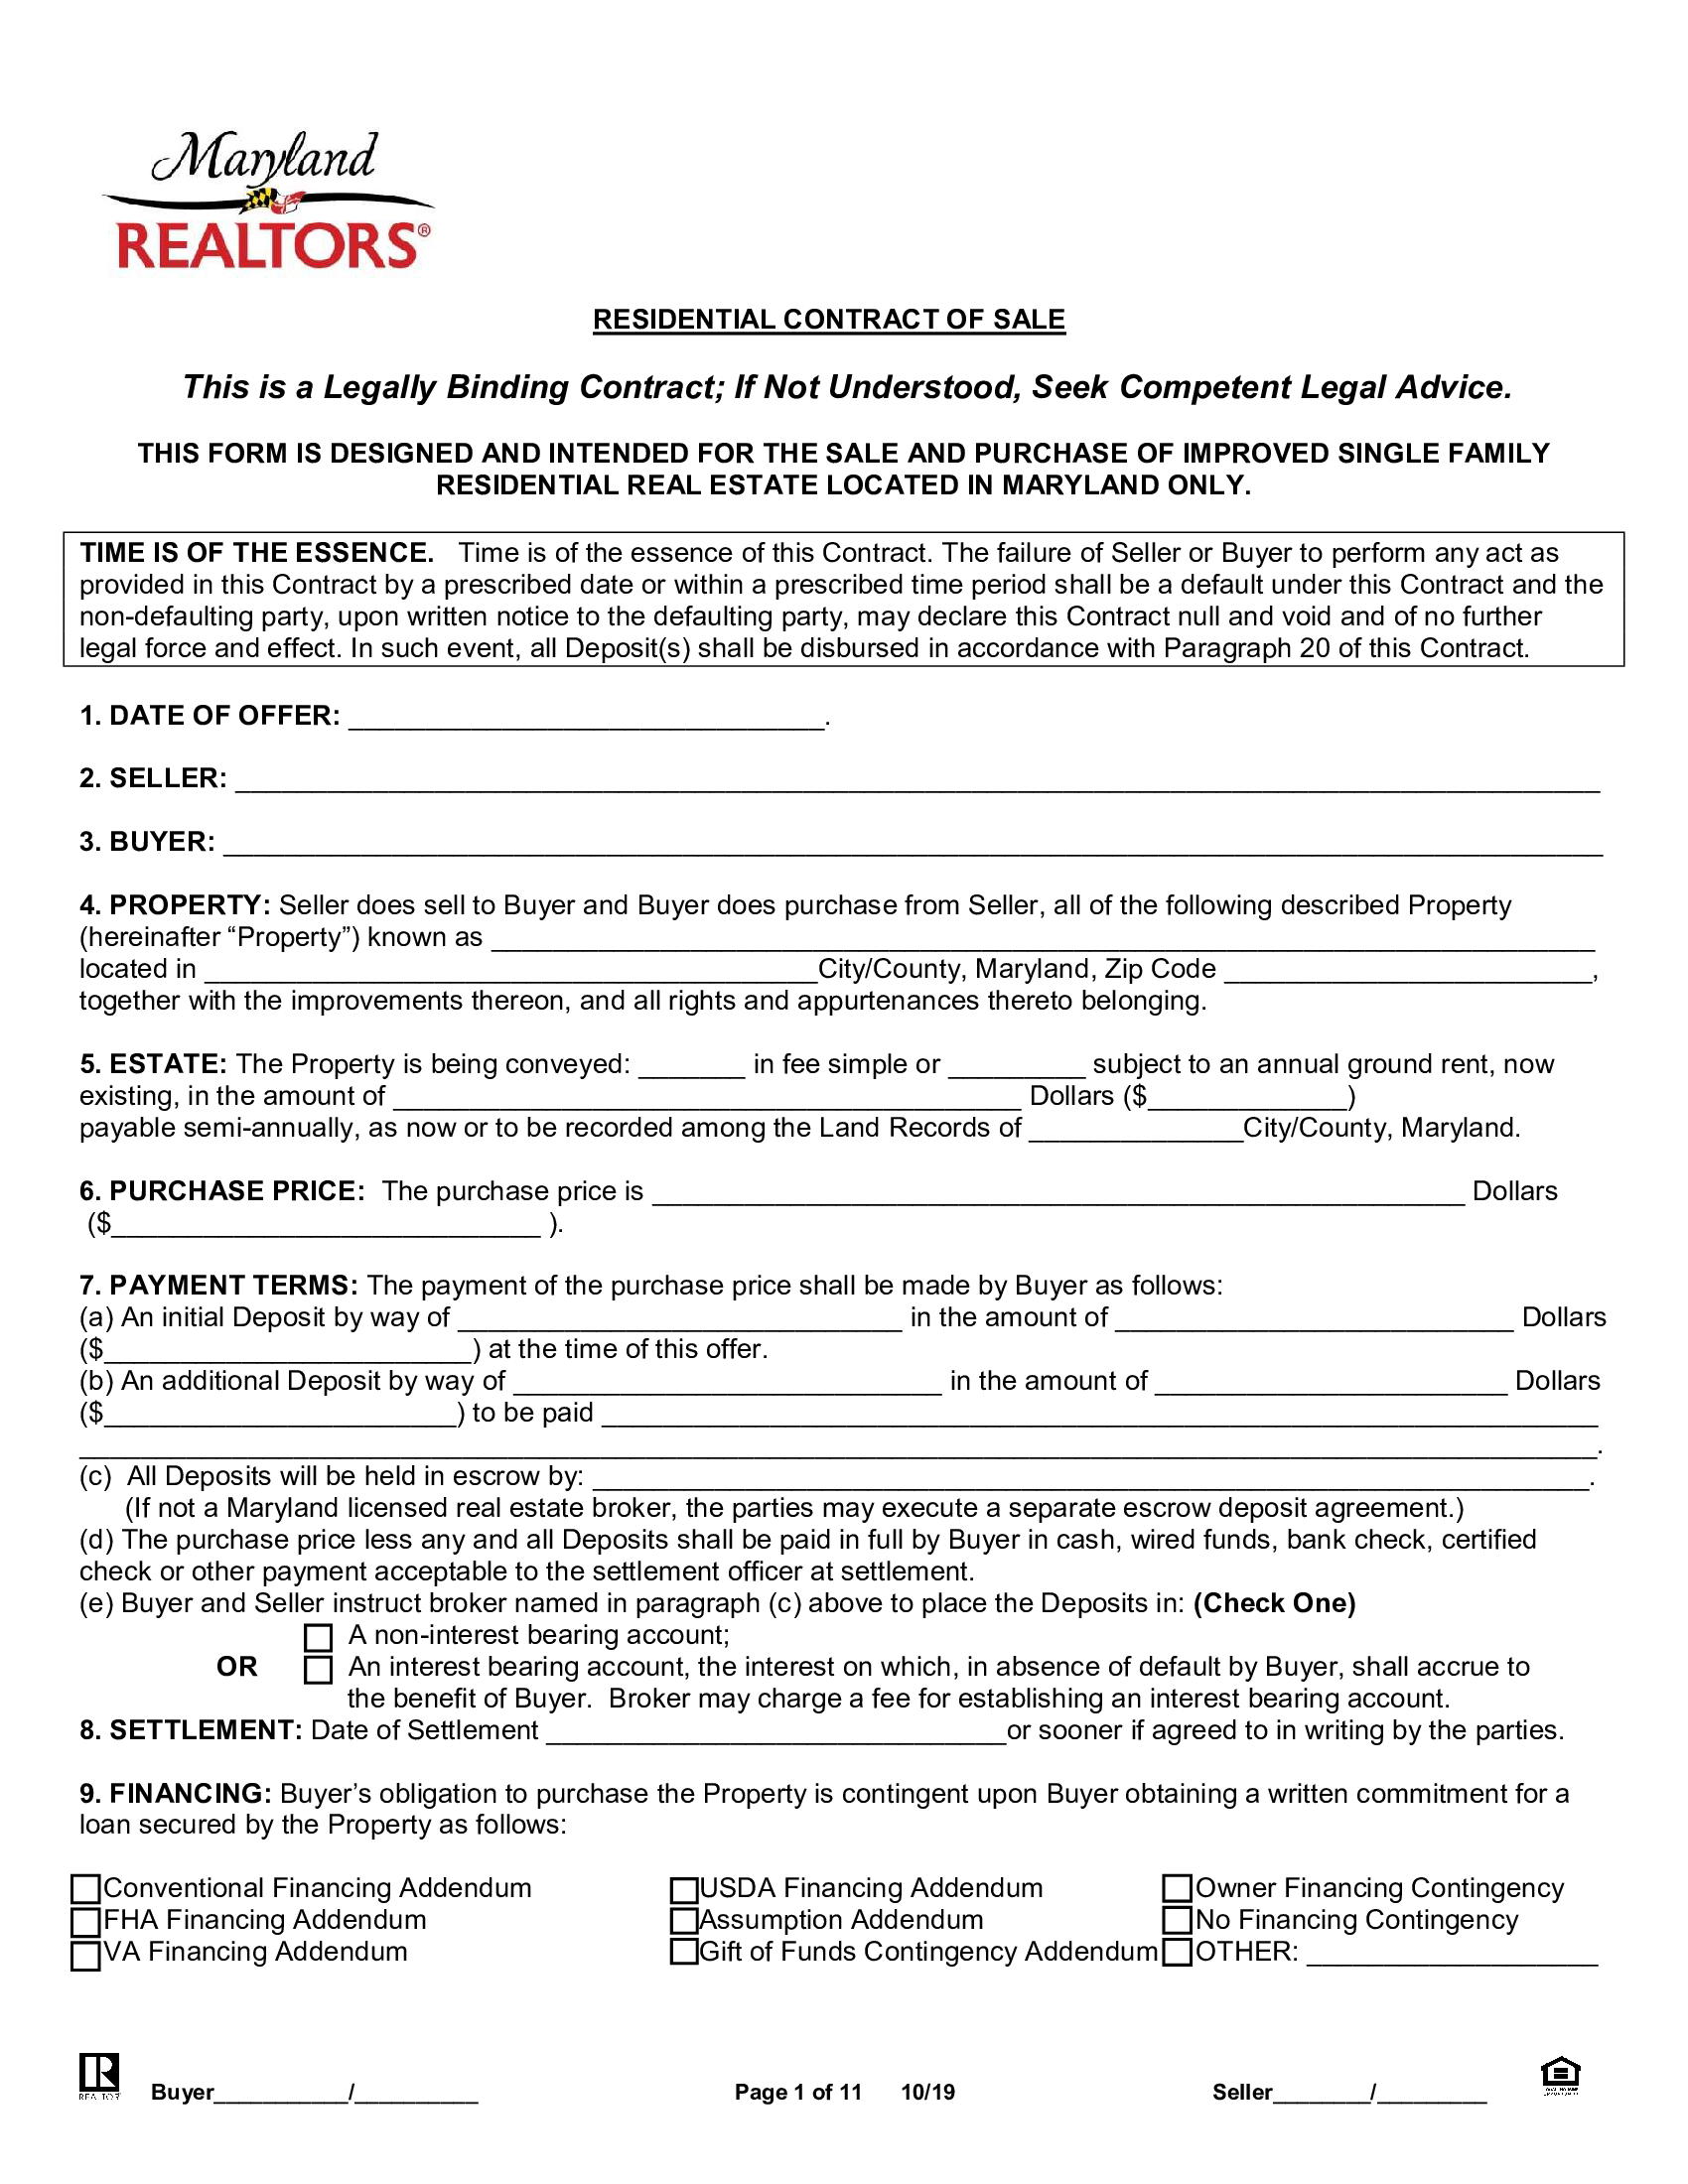 Maryland
REALTORS®
RESIDENTIAL CONTRACT OF SALE
This is a Legally Binding Contract; If Not Understood, Seek Competent Legal Advice.
THIS FORM IS DESIGNED AND INTENDED FOR THE SALE AND PURCHASE OF IMPROVED SINGLE FAMILY
RESIDENTIAL REAL ESTATE LOCATED IN MARYLAND ONLY.
TIME IS OF THE ESSENCE. Time is of the essence of this Contract. The failure of Seller or Buyer to perform any act as
provided in this Contract by a prescribed date or within a prescribed time period shall be a default under this Contract and the
non-defaulting party, upon written notice to the defaulting party, may declare this Contract null and void and of no further
legal force and effect. In such event, all Deposit(s) shall be disbursed in accordance with Paragraph 20 of this Contract.
1. DATE OF OFFER: _______________________________.
2. SELLER: ________________________________________________________________________________
3. BUYER: ________________________________________________________________________________
4. PROPERTY: Seller does sell to Buyer and Buyer does purchase from Seller, all of the following described Property
(hereinafter “Property”) known as ________________________________________________________________
located in ________________________________________City/County, Maryland, Zip Code ________________________,
together with the improvements thereon, and all rights and appurtenances thereto belonging.
5. ESTATE: The Property is being conveyed: _______ in fee simple or _________ subject to an annual ground rent, now
existing, in the amount of _________________________________________ Dollars ($_____________)
payable semi-annually, as now or to be recorded among the Land Records of ______________City/County, Maryland.
6. PURCHASE PRICE: The purchase price is _____________________________________________________ Dollars
($____________________________ ).
7. PAYMENT TERMS: The payment of the purchase price shall be made by Buyer as follows:
(a) An initial Deposit by way of _____________________________ in the amount of __________________________ Dollars
($________________________) at the time of this offer.
(b) An additional Deposit by way of ____________________________ in the amount of _______________________ Dollars
($_______________________) to be paid _________________________________________________________________
___________________________________________________________________________________________________.
(c) All Deposits will be held in escrow by: _________________________________________________________________.
(If not a Maryland licensed real estate broker, the parties may execute a separate escrow deposit agreement.)
(d) The purchase price less any and all Deposits shall be paid in full by Buyer in cash, wired funds, bank check, certified
check or other payment acceptable to the settlement officer at settlement.
(e) Buyer and Seller instruct broker named in paragraph (c) above to place the Deposits in: (Check One)
A non-interest bearing account;
OR An interest bearing account, the interest on which, in absence of default by Buyer, shall accrue to
the benefit of Buyer. Broker may charge a fee for establishing an interest bearing account.
8. SETTLEMENT: Date of Settlement ______________________________or sooner if agreed to in writing by the parties.
9. FINANCING: Buyer’s obligation to purchase the Property is contingent upon Buyer obtaining a written commitment for a
loan secured by the Property as follows:
Conventional Financing Addendum USDA Financing Addendum Owner Financing Contingency
FHA Financing Addendum Assumption Addendum No Financing Contingency
VA Financing Addendum Gift of Funds Contingency Addendum OTHER: ___________________
REALTOR Buyer___________/__________ Page 1 of 11 10/19 Seller________/_________